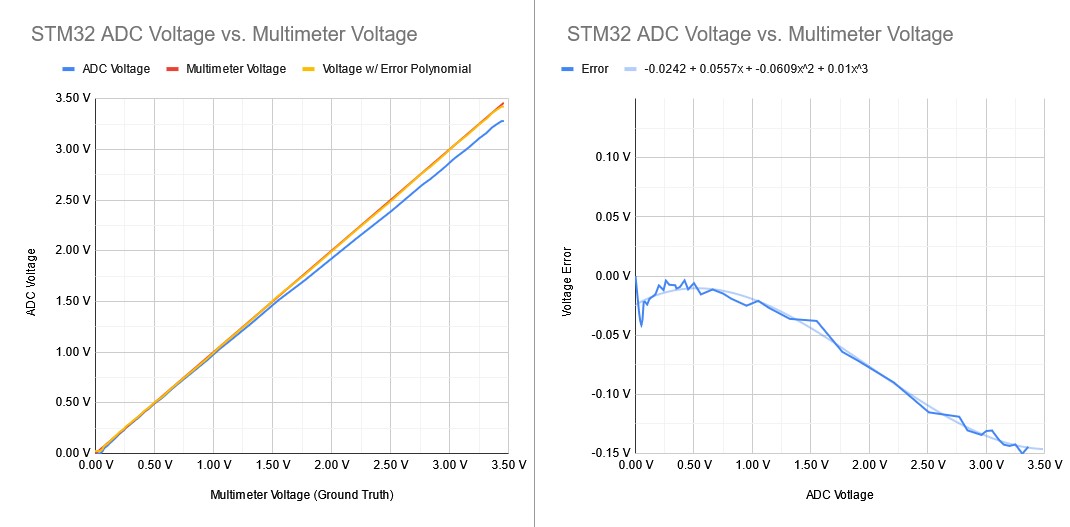 STM32 ADC Voltage vs. Multimeter Voltage
ADC Voltage Multimeter Voltage Voltage w/ Error Polynomial
3.50 V
3.00 V
2.50 V
2.00 V
1.50 V
1.00 V
0.50 V
0.00 V
ADC Voltage
0.00 V 0.50 V 1.00 V 1.50 V 2.00 V 2.50 V 3.00 V 3.50 V
Multimeter Voltage (Ground Truth)
STM32 ADC Voltage vs. Multimeter Voltage
Error -0.0242 + 0.0557x + -0.0609x^2 + 0.01x^3
0.10 V
0.05 V
0.00 V
-0.05 V
-0.10 V
-0.15 V
Voltage Error
0.00 V 0.50 V 1.00 V 1.50 V 2.00 V 2.50 V 3.00 V 3.50 V
ADC Votlage